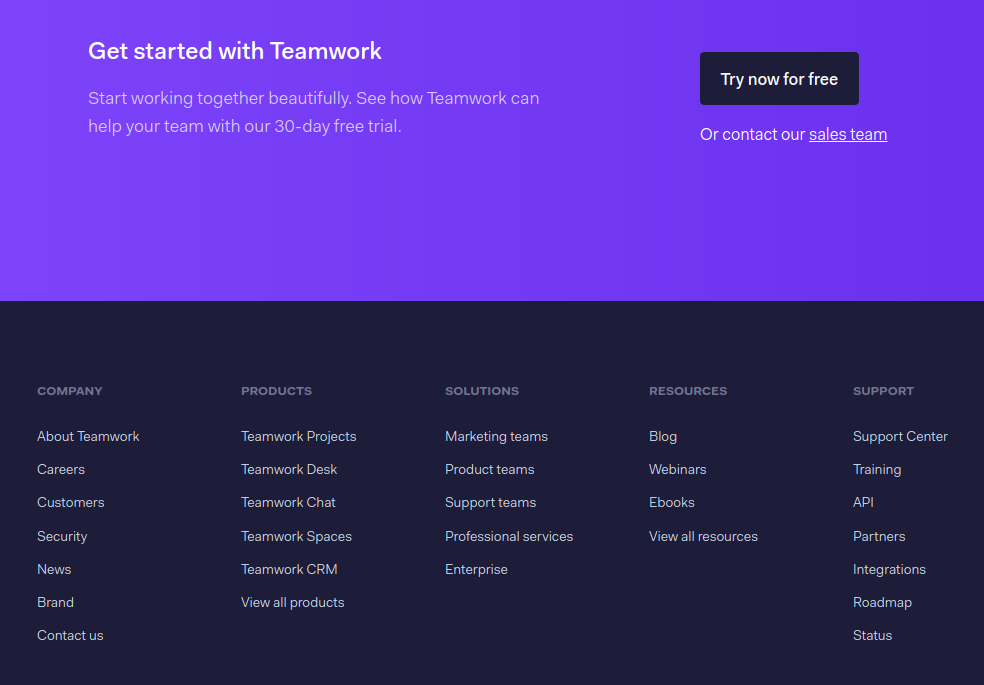 Get started with Teamwork
Start working together beautifully. See how Teamwork can
help your team with our 30-day free trial.
Try now for free
Or contact our sales team
COMPANY
About Teamwork
Careers
Customers
Security
News
Brand
Contact us
PRODUCTS
Teamwork Projects
Teamwork Desk
Teamwork Chat
Teamwork Spaces
Teamwork CRM
View all products
SOLUTIONS
Marketing teams
Product teams
Support teams
Professional services
Enterprise
RESOURCES
Blog
Webinars
Ebooks
View all resources
SUPPORT
Support Center
Training
API
Partners
Integrations
Roadmap
Status